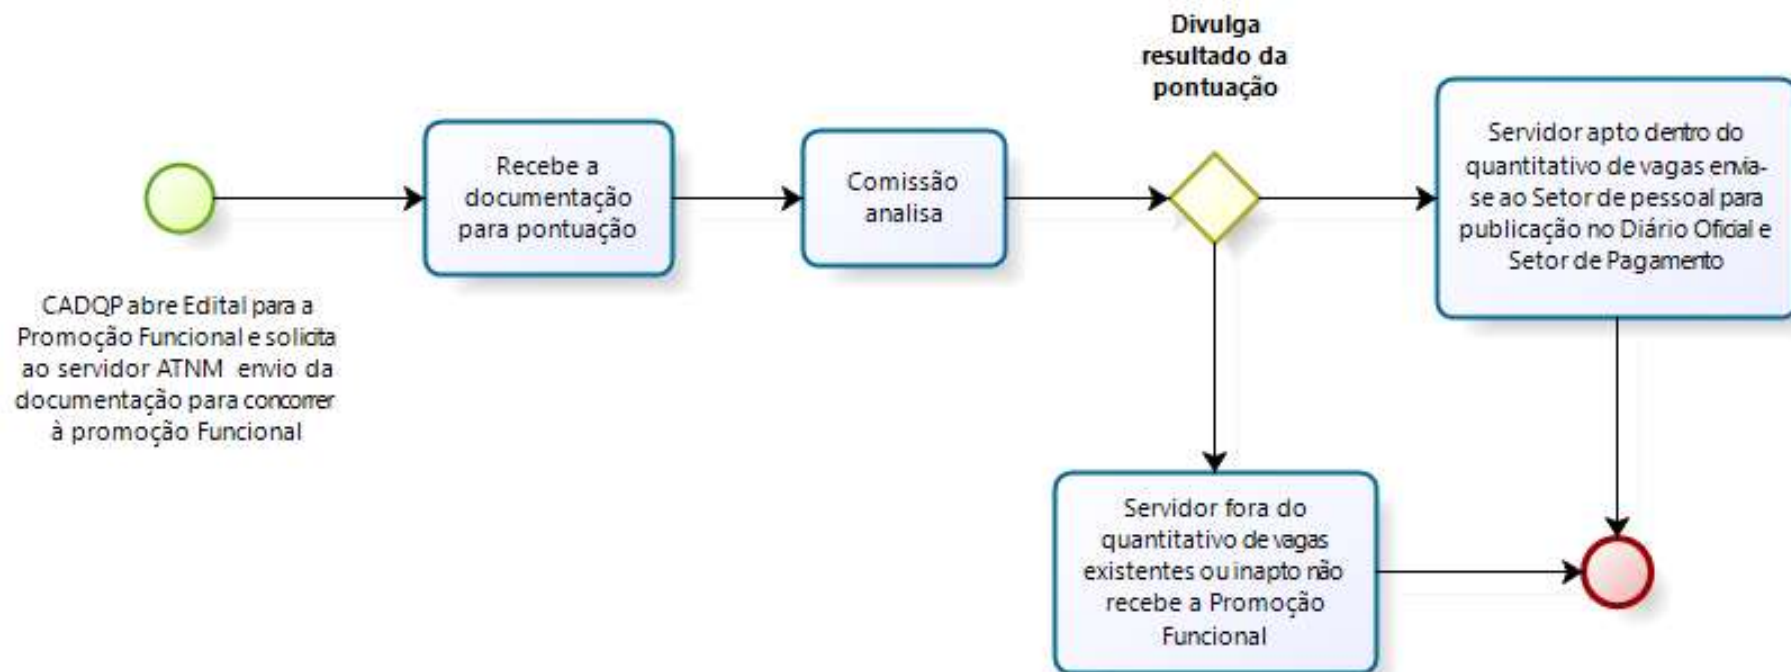 CADQP abre Edital para a
Promoção Funcional e solicita
ao servidor ATNM envio da
documentação para concorrer
à promoção Funcional
Recebe a
documentação
para pontuação
Comissão
analisa
Divulga
resultado da
pontuação
Servidor apto dentro do
quantitativo de vagas envia-
se ao Setor de pessoal para
publicação no Diário Oficial e
Setor de Pagamento
Servidor fora do
quantitativo de vagas
existentes ou inapto não
recebe a Promoção
Funcional